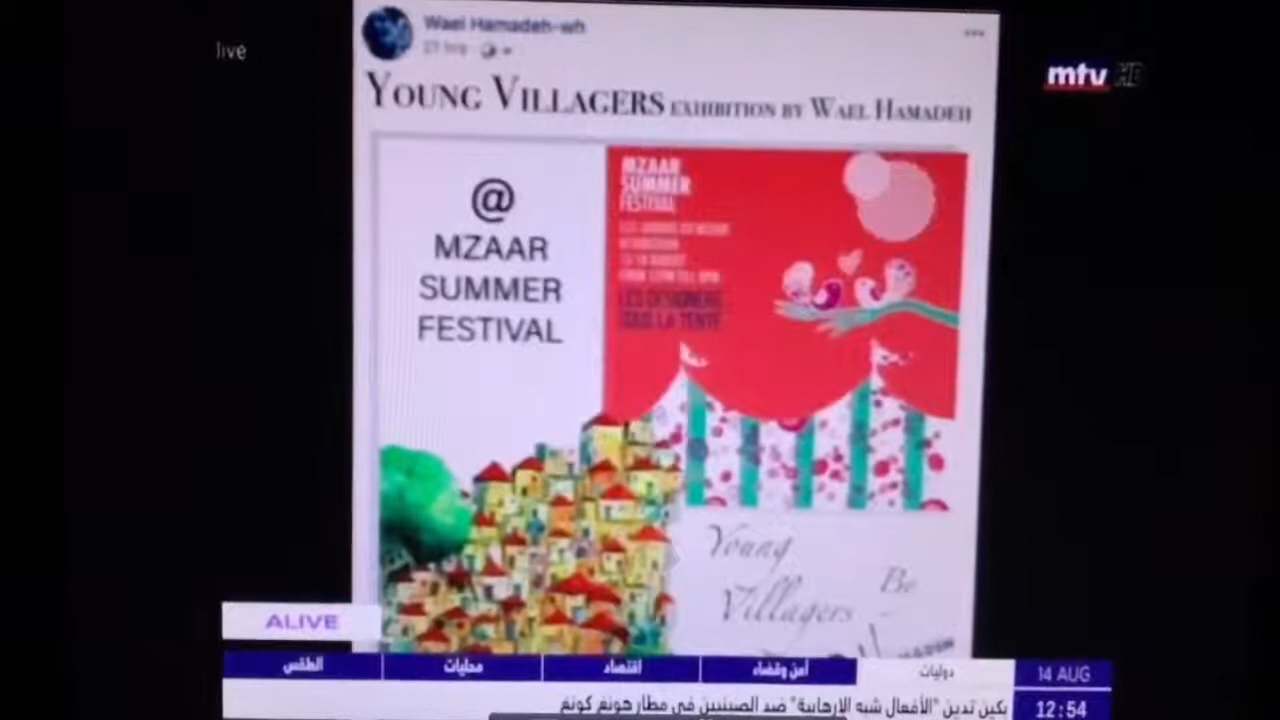 live
mtv HD
Wael Hamadeh-wh
YOUNG VILLAGERS EXHIBITION BY WAEL HAMADEH
@
MZAAR
SUMMER
FESTIVAL
MZAAR
SUMMER
FESTIVAL
LES DESIGNERS
SOUS LA TENTE
Young
Villagers
Be
ALIVE
دوليات
أمن وقضاء
اقتصاد
محليات
الطقس
14 AUG
بكين تدين "الأفعال شبه الإرهابية" ضد الصينيين في مطار هونغ كونغ
12:54